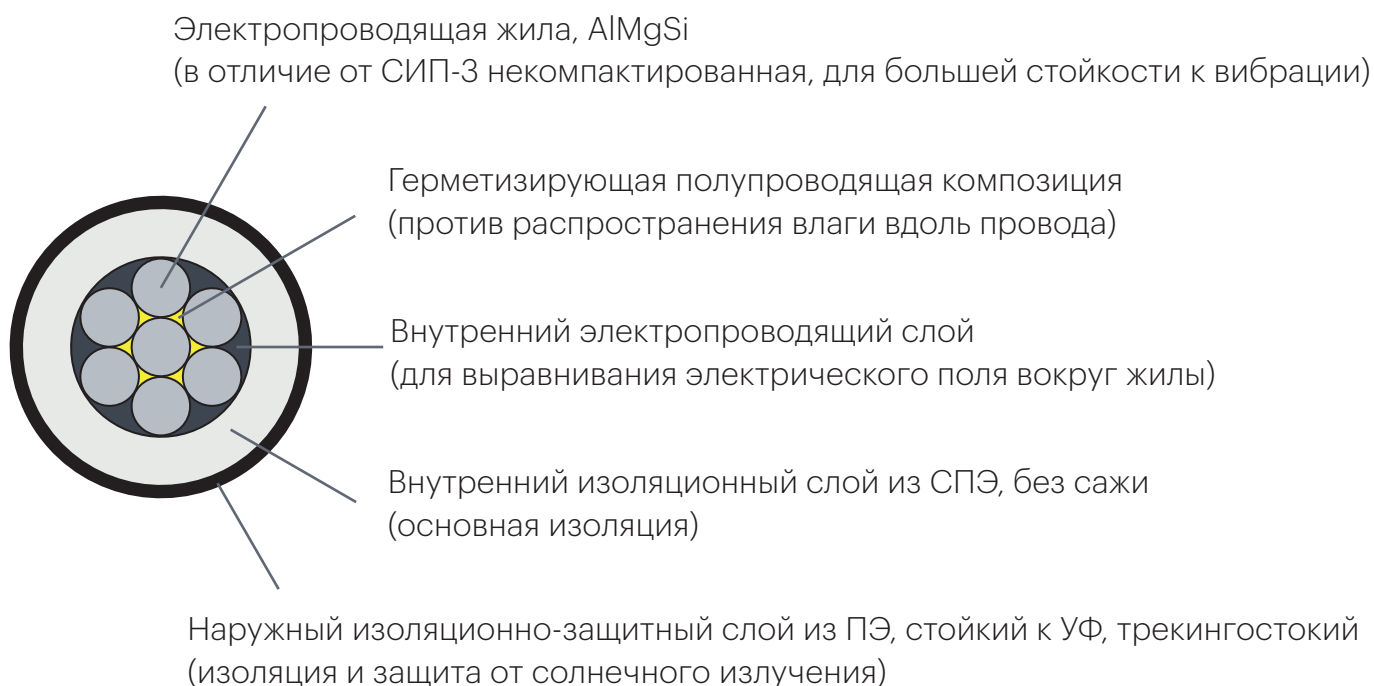 Электропроводящая жила, AlMgSi
(в отличие от СИП-3 некомпактированная, для большей стойкости к вибрации)
Герметизирующая полупроводящая композиция
(против распространения влаги вдоль провода)
Внутренний электропроводящий слой
(для выравнивания электрического поля вокруг жилы)
Внутренний изоляционный слой из СПЭ, без сажи
(основная изоляция)
Наружный изоляционно-защитный слой из ПЭ, стойкий к УФ, трекингостокий
(изоляция и защита от солнечного излучения)